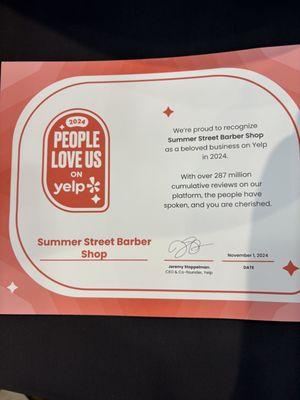 2024
PEOPLE
LOVE US
ON
yelp
We're proud to recognize
Summer Street Barber Shop
as a beloved business on Yelp
in 2024.
With over 287 million
cumulative reviews on our
platform, the people have
spoken, and you are cherished.
Summer Street Barber
Shop
November 1, 2024
Jeremy Stoppelman
CEO & Co-founder, Yelp
DATE